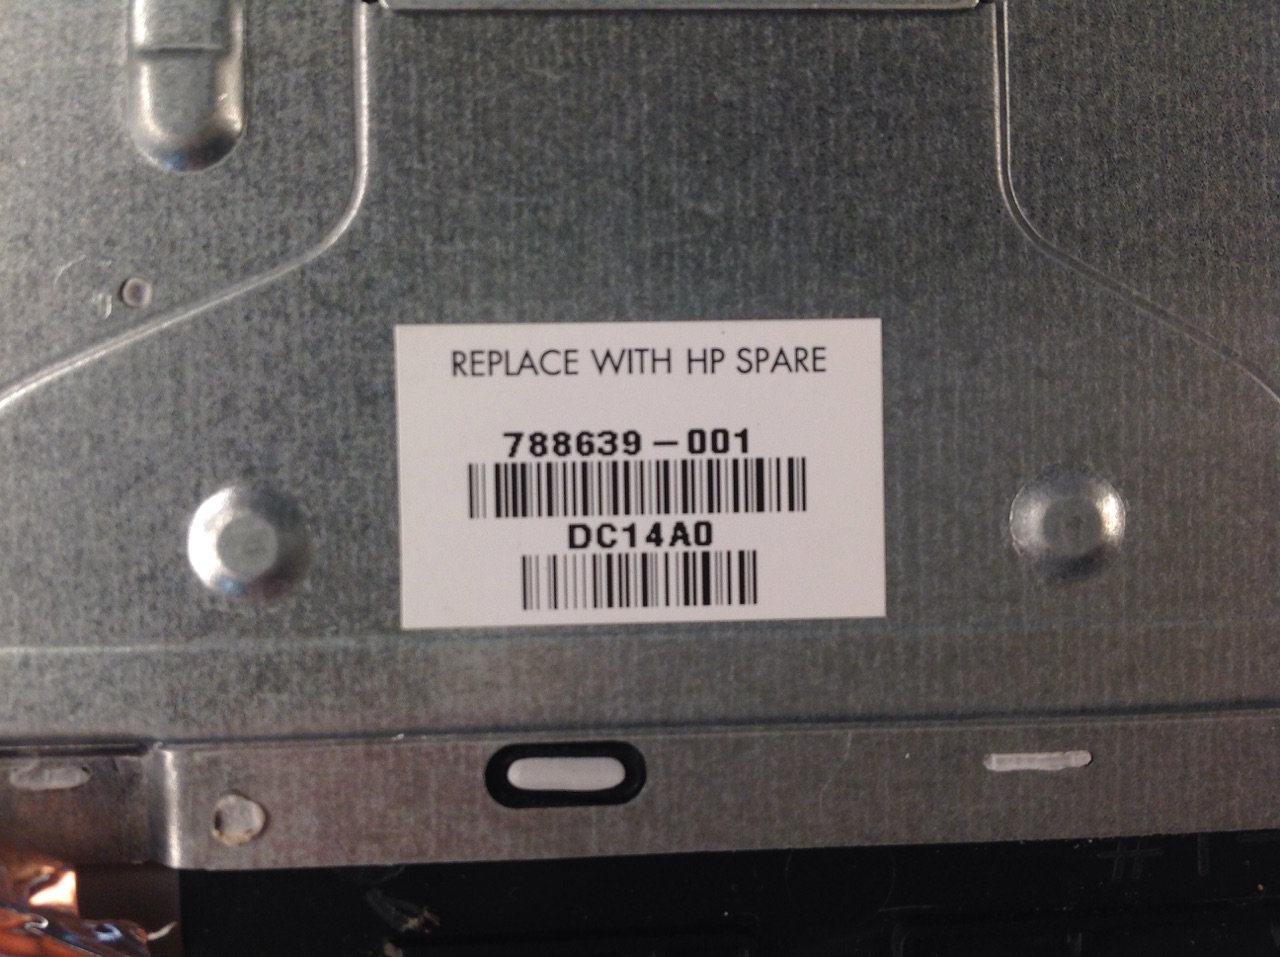 REPLACE WITH HP SPARE
788639-001
DC14A0